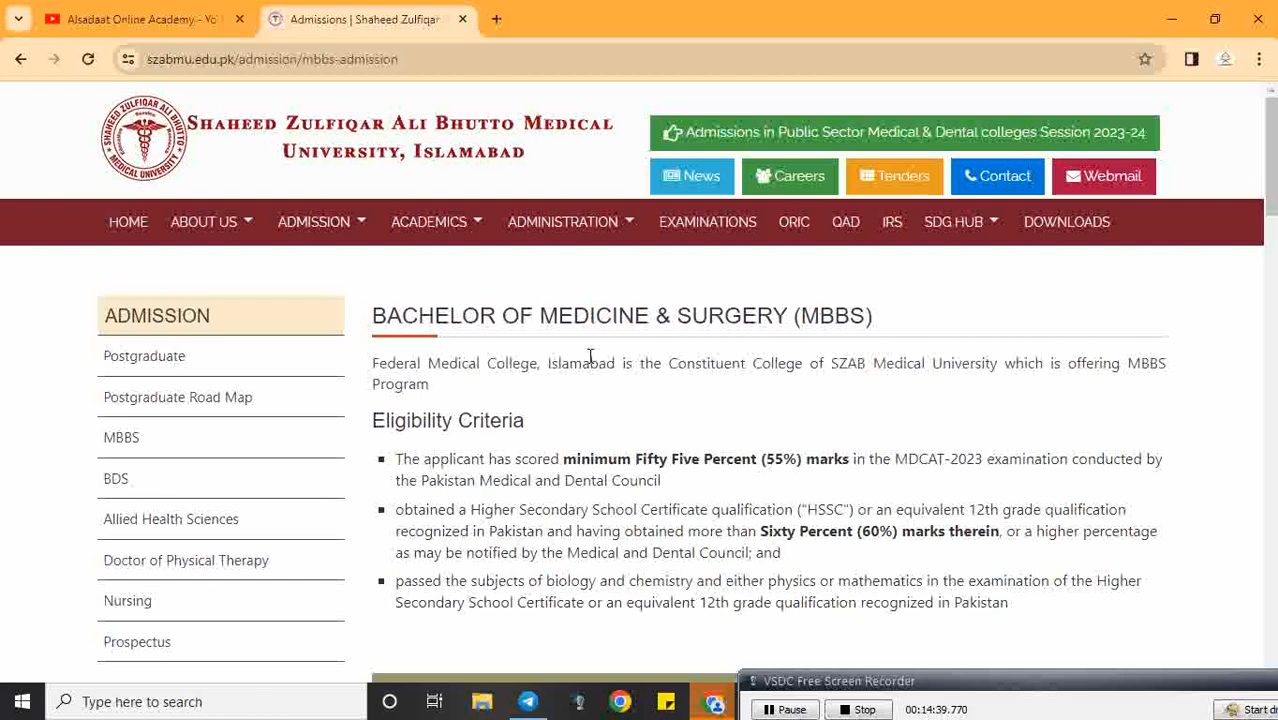 Alsadaat Online Academy - Yo
Admissions | Shaheed Zulfiqar
szabmu.edu.pk/admission/mbbs-admission
SHAHEED ZULFIQAR ALI BHUTTO MEDICAL
UNIVERSITY, ISLAMABAD
Admissions in Public Sector Medical & Dental colleges Session 2023-24
News Careers Tenders Contact Webmail
HOME ABOUT US ADMISSION ACADEMICS ADMINISTRATION EXAMINATIONS ORIC QAD IRS SDG HUB DOWNLOADS
ADMISSION
Postgraduate
Postgraduate Road Map
MBBS
BDS
Allied Health Sciences
Doctor of Physical Therapy
Nursing
Prospectus
BACHELOR OF MEDICINE & SURGERY (MBBS)
Federal Medical College, Islamabad is the Constituent College of SZAB Medical University which is offering MBBS
Program
Eligibility Criteria
The applicant has scored minimum Fifty Five Percent (55%) marks in the MDCAT-2023 examination conducted by
the Pakistan Medical and Dental Council
obtained a Higher Secondary School Certificate qualification ("HSSC") or an equivalent 12th grade qualification
recognized in Pakistan and having obtained more than Sixty Percent (60%) marks therein, or a higher percentage
as may be notified by the Medical and Dental Council; and
passed the subjects of biology and chemistry and either physics or mathematics in the examination of the Higher
Secondary School Certificate or an equivalent 12th grade qualification recognized in Pakistan
VSDC Free Screen Recorder
Type here to search
Pause Stop 00:14:39.770 Start d